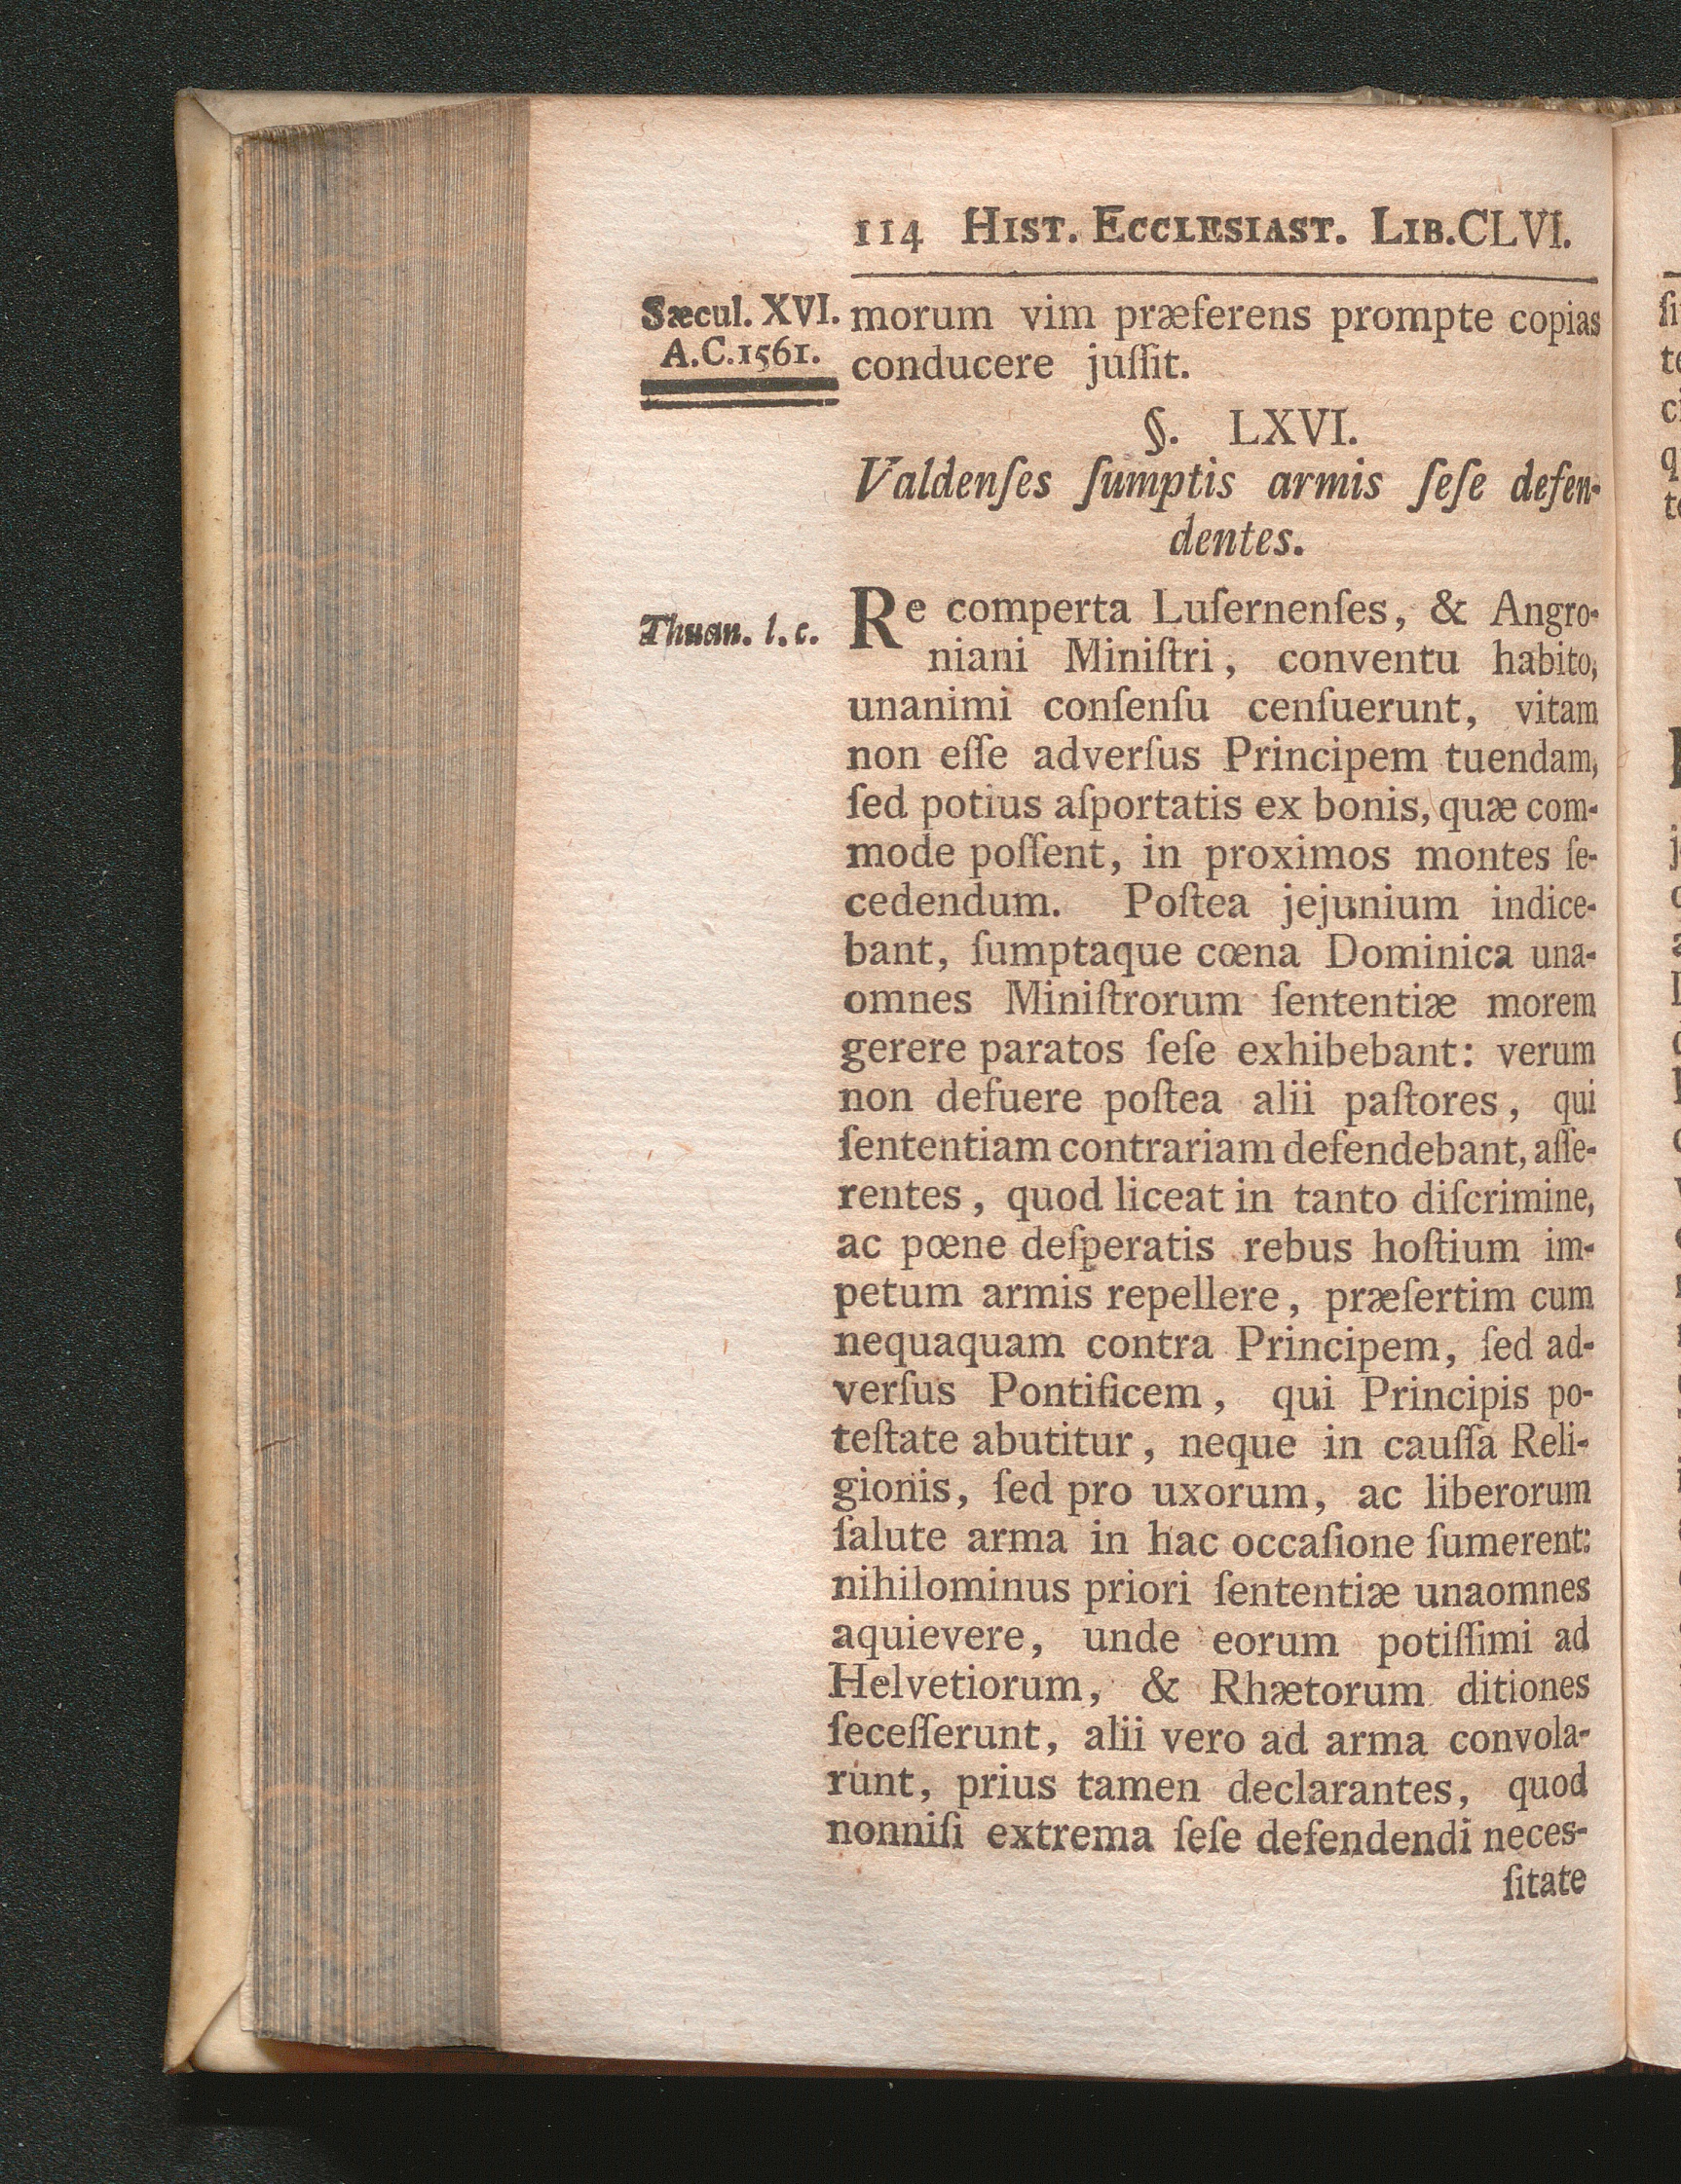 114 HIST. ECCLESIAST. LIB.CLVI.
Sæcul. XVI.
A.C.1561.
morum vim præferens prompte copias
conducere juſſit.
§. LXVI.
Valdenſes ſumptis armis ſeſe defen-
dentes.
Thuan. l. c.
Re comperta Luſernenſes, & Angro-
niani Miniſtri, conventu habito,
unanimi conſenſu cenſuerunt, vitam
non eſſe adverſus Principem tuendam,
ſed potius aſportatis ex bonis, quæ com-
mode poſſent, in proximos montes ſe-
cedendum. Poſtea jejunium indice-
bant, ſumptaque cœna Dominica una-
omnes Miniſtrorum ſententiæ morem
gerere paratos ſeſe exhibebant: verum
non defuere poſtea alii paſtores, qui
ſententiam contrariam defendebant, aſſe-
rentes, quod liceat in tanto diſcrimine,
ac pœne deſperatis rebus hoſtium im-
petum armis repellere, præſertim cum
nequaquam contra Principem, ſed ad-
verſus Pontificem, qui Principis po-
teſtate abutitur, neque in cauſſa Reli-
gionis, ſed pro uxorum, ac liberorum
ſalute arma in hac occaſione ſumerent:
nihilominus priori ſententiæ unaomnes
aquievere, unde eorum potiſſimi ad
Helvetiorum, & Rhætorum ditiones
ſeceſſerunt, alii vero ad arma convola-
runt, prius tamen declarantes, quod
nonniſi extrema ſeſe defendendi neces-
ſitate